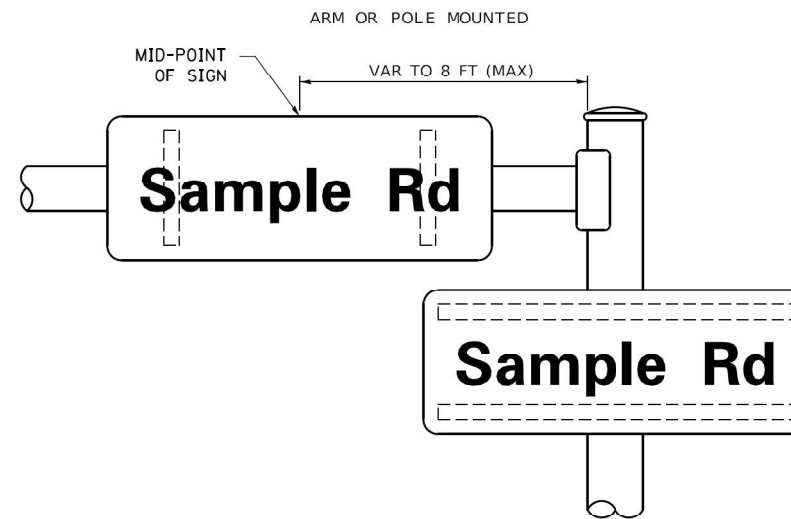 ARM OR POLE MOUNTED
MID-POINT
OF SIGN
VAR TO 8 FT (MAX)
Sample Rd
Sample Rd